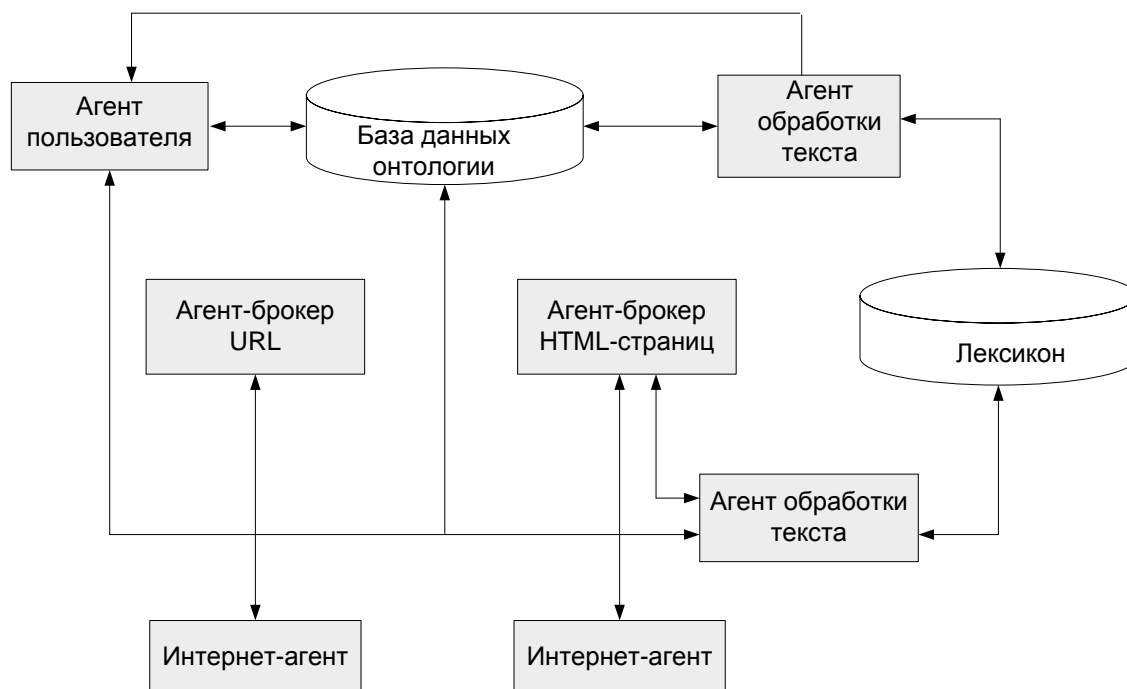 Агент
пользователя
База данных
онтологии
Агент
обработки
текста
Агент-брокер
URL
Агент-брокер
HTML-страниц
Лексикон
Агент обработки
текста
Интернет-агент
Интернет-агент